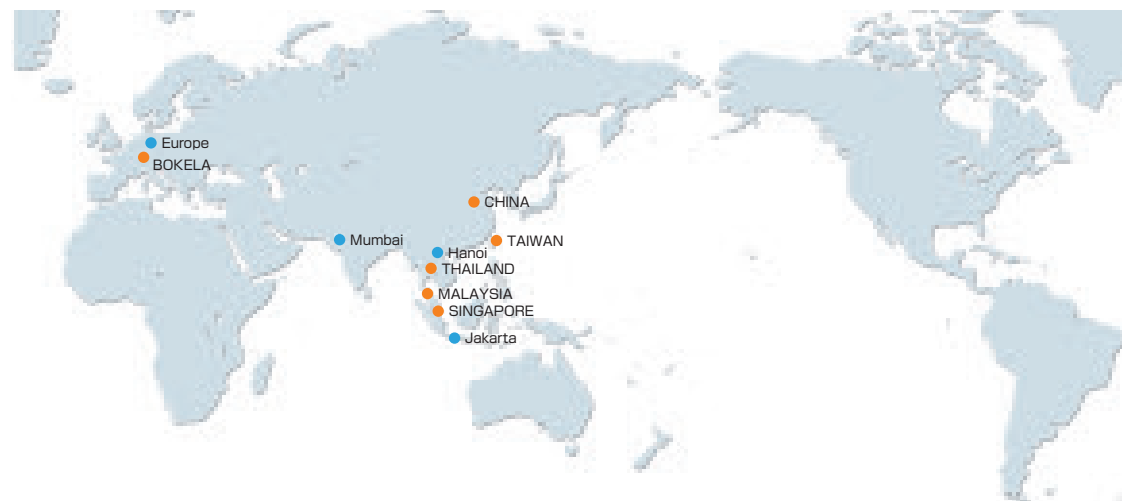 Europe
BOKELA
CHINA
Mumbai
TAIWAN
Hanoi
THAILAND
MALAYSIA
SINGAPORE
Jakarta